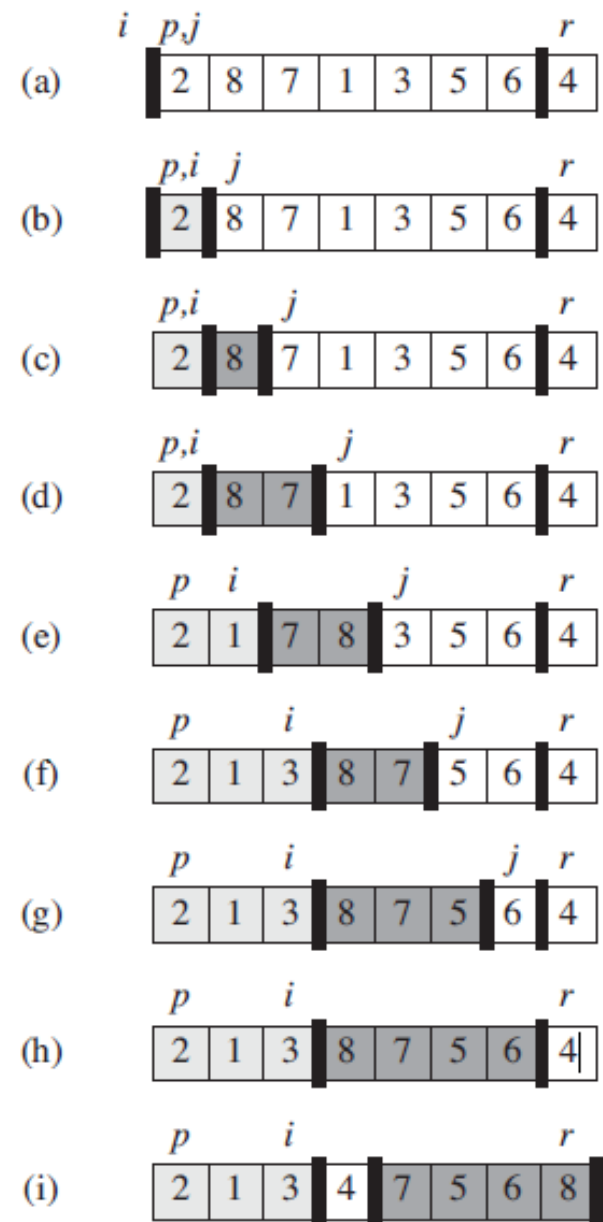 i p,j r
(a) 2 8 7 1 3 5 6 4
p,i j r
(b) 2 8 7 1 3 5 6 4
p,i j r
(c) 2 8 7 1 3 5 6 4
p,i j r
(d) 2 8 7 1 3 5 6 4
p i j r
(e) 2 1 7 8 3 5 6 4
p i j r
(f) 2 1 3 8 7 5 6 4
p i j r
(g) 2 1 3 8 7 5 6 4
p i r
(h) 2 1 3 8 7 5 6 4
p i r
(i) 2 1 3 4 7 5 6 8